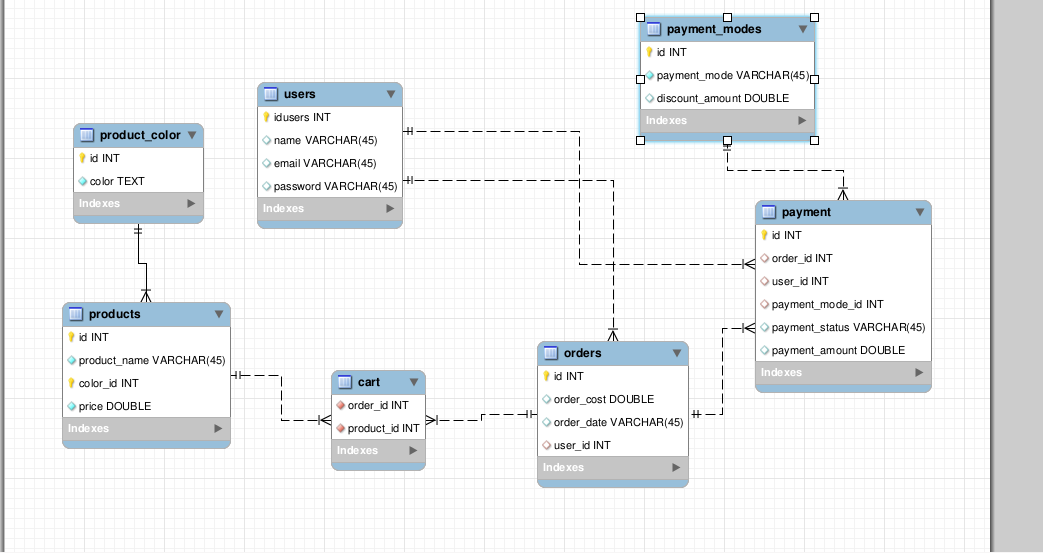 payment_modes
id INT
payment_mode VARCHAR(45)
discount_amount DOUBLE
Indexes
users
idusers INT
name VARCHAR(45)
email VARCHAR(45)
password VARCHAR(45)
Indexes
product_color
id INT
color TEXT
Indexes
payment
id INT
order_id INT
user_id INT
payment_mode_id INT
payment_status VARCHAR(45)
payment_amount DOUBLE
Indexes
products
id INT
product_name VARCHAR(45)
color_id INT
price DOUBLE
Indexes
cart
order_id INT
product_id INT
Indexes
orders
id INT
order_cost DOUBLE
order_date VARCHAR(45)
user_id INT
Indexes